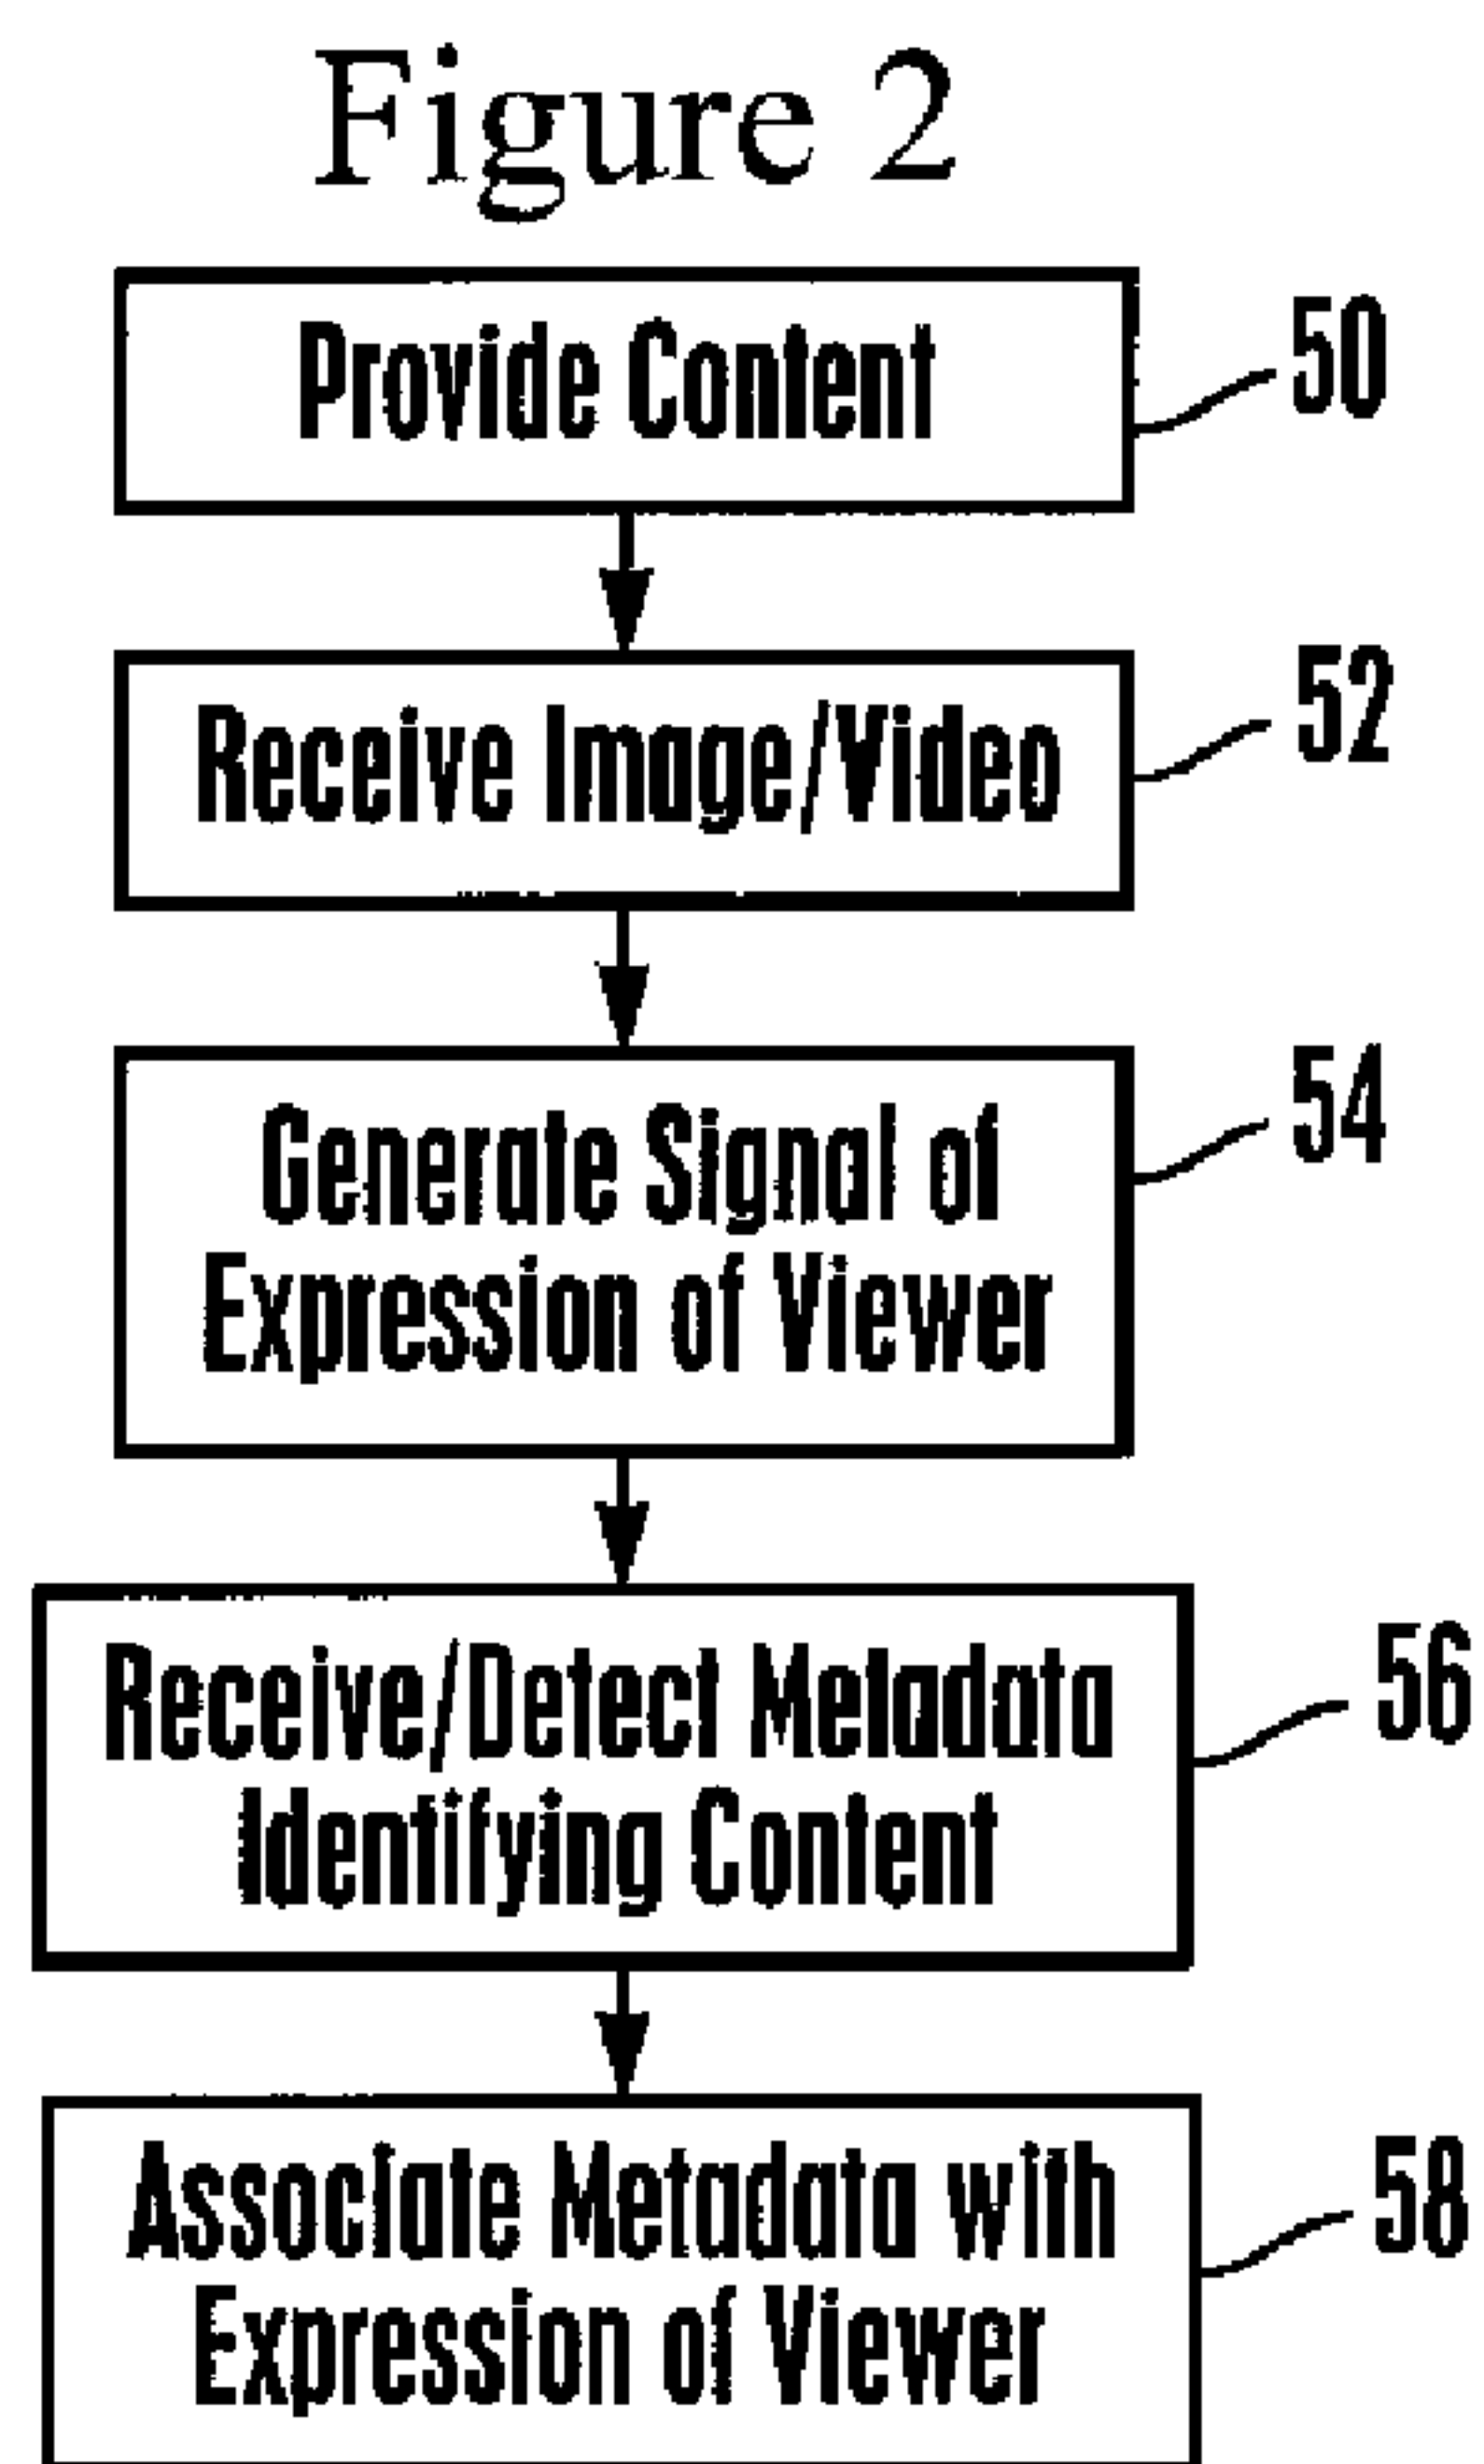 Figure 2
Provide Content
50
Receive Image/Video
52
Generate Signal of
Expression of Viewer
54
Receive/Detect Metadata
Identifying Content
56
Associate Metadata with
Expression of Viewer
58